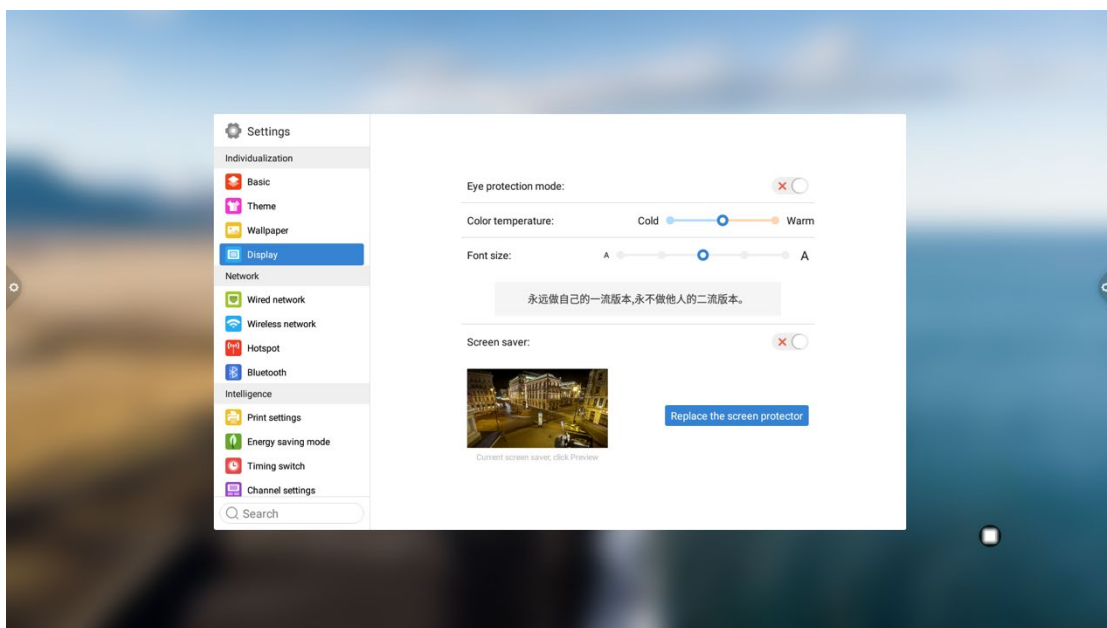 Settings
Individualization
Basic
Theme
Wallpaper
Display
Network
Wired network
Wireless network
Hotspot
Bluetooth
Intelligence
Print settings
Energy saving mode
Timing switch
Channel settings
Search
Eye protection mode:
Color temperature: Cold Warm
Font size: A A
永远做自己的一流版本,永不做他人的二流版本。
Screen saver:
Replace the screen protector
Current screen saver, click Preview